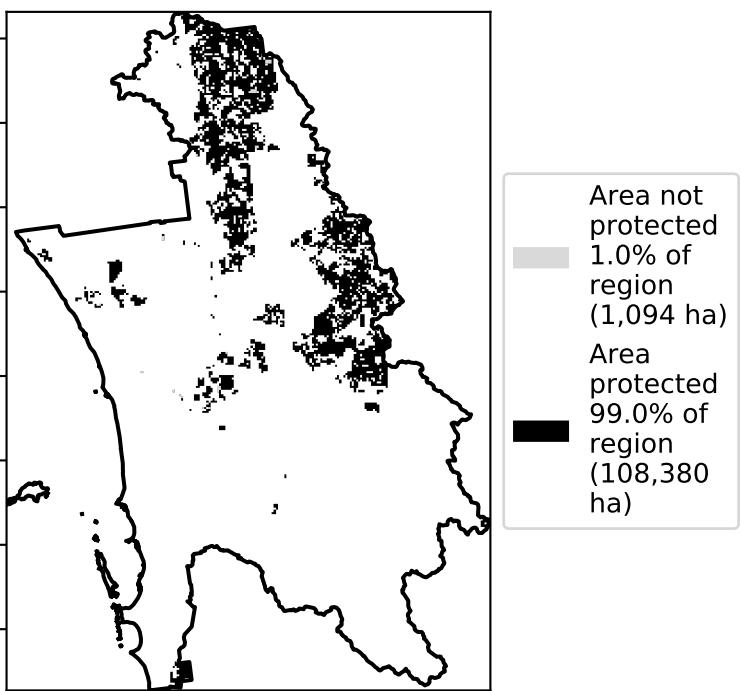 Area not
protected
1.0% of
region
(1,094 ha)
Area
protected
99.0% of
region
(108,380
ha)